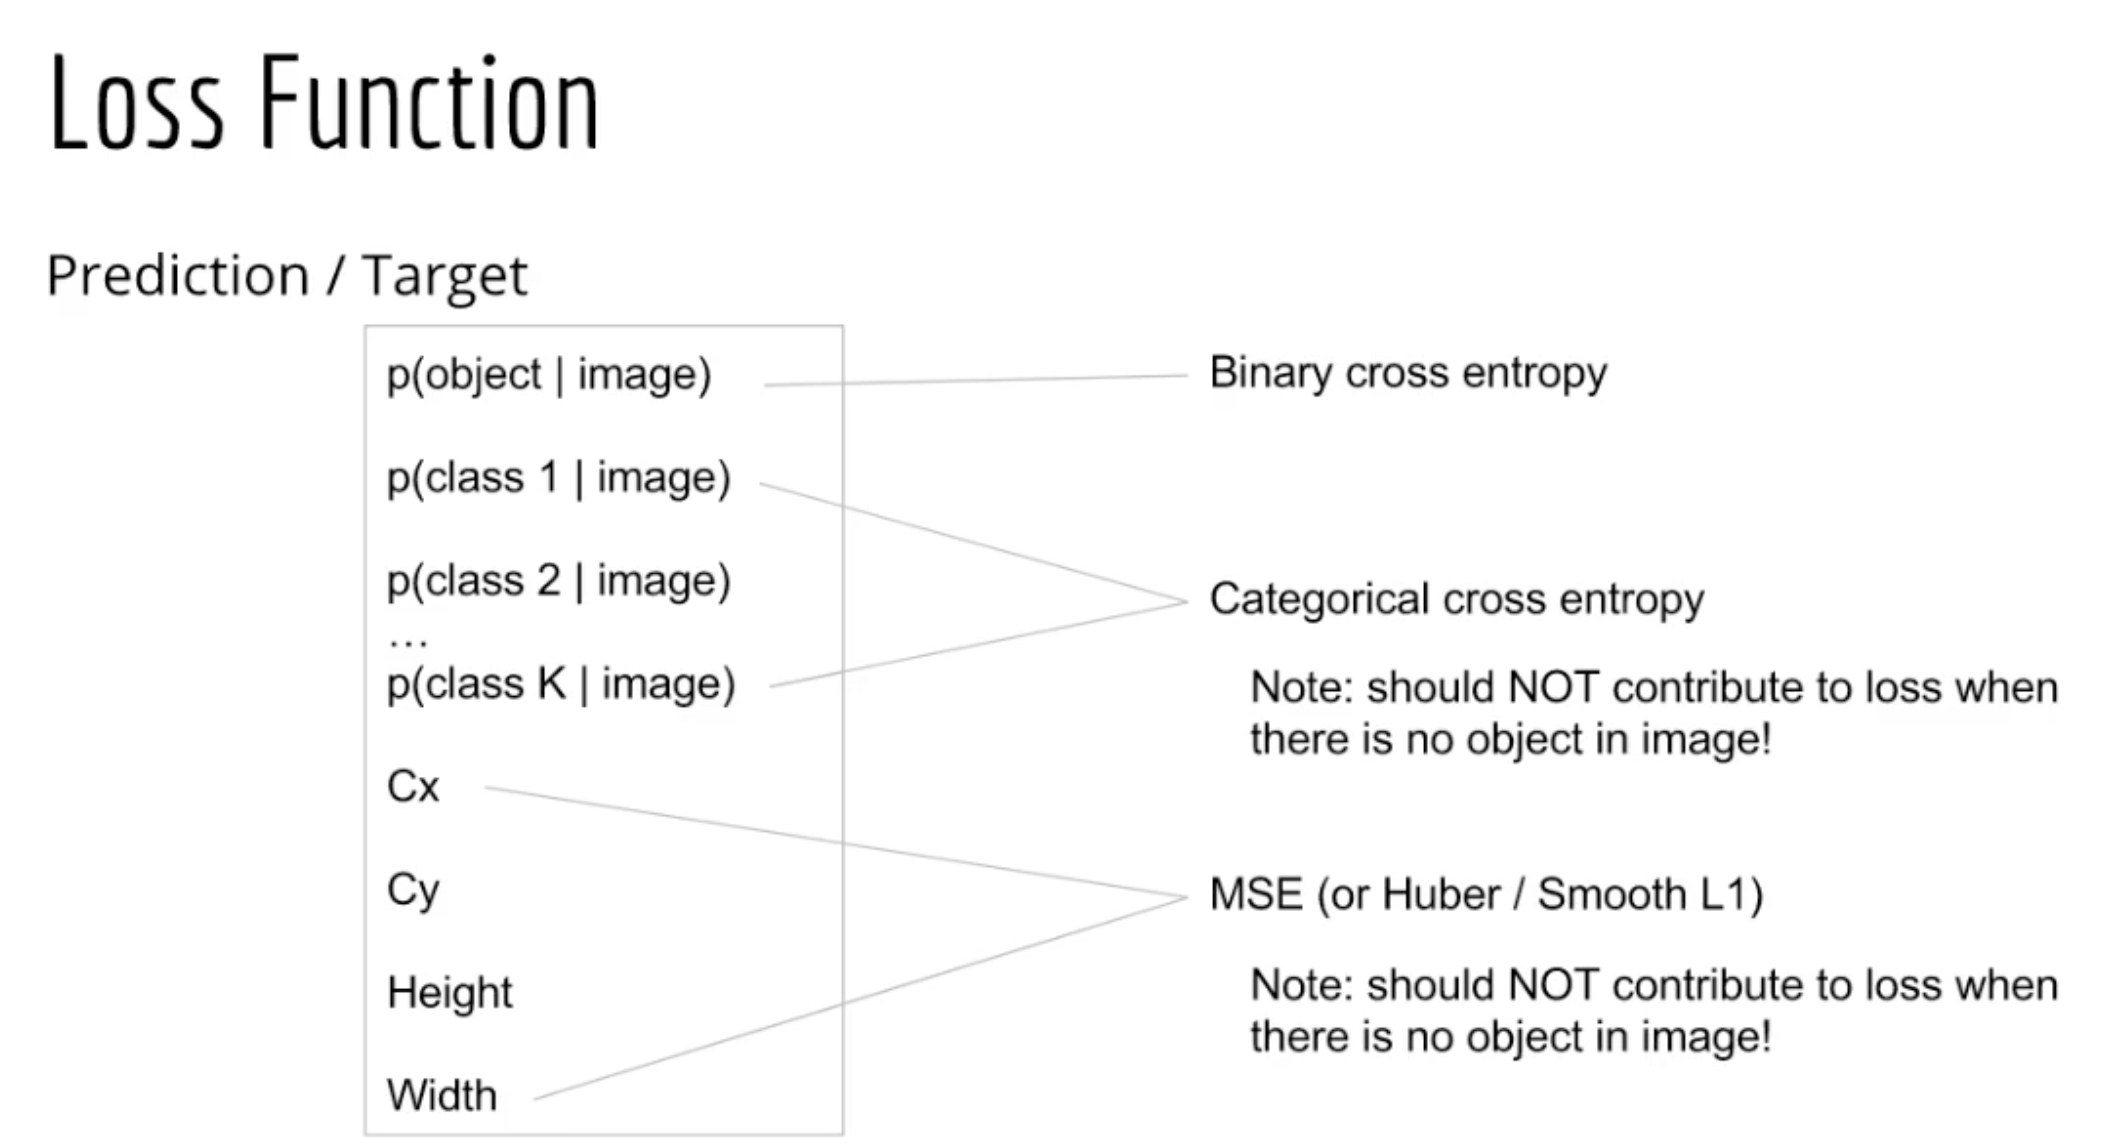 Loss Function
Prediction / Target
p(object | image)
Binary cross entropy
p(class 1 | image)
p(class 2 | image)
...
p(class K | image)
Categorical cross entropy
Note: should NOT contribute to loss when
there is no object in image!
Cx
Cy
Height
Width
MSE (or Huber / Smooth L1)
Note: should NOT contribute to loss when
there is no object in image!